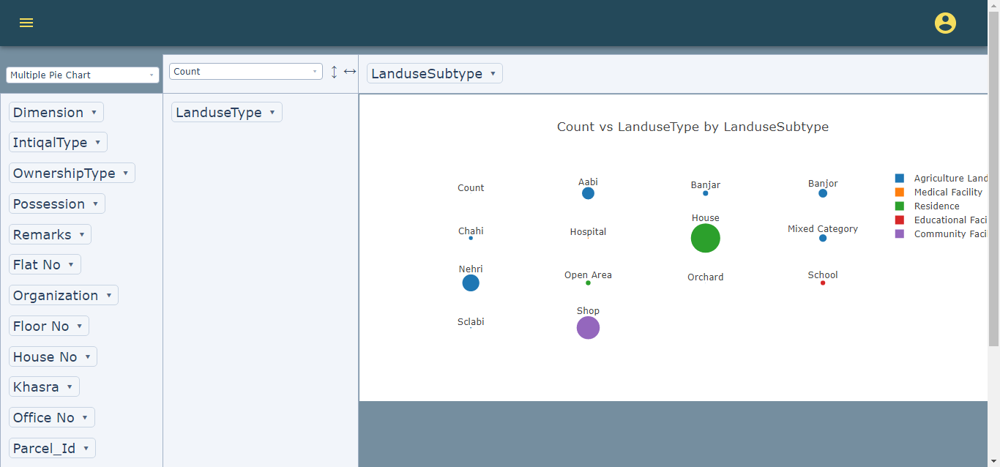 Multiple Pie Chart
Count
LanduseSubtype
Dimension
IntiqalType
OwnershipType
Possession
Remarks
Flat No
Organization
Floor No
House No
Khasra
Office No
Parcel_Id
LanduseType
Count vs LanduseType by LanduseSubtype
Count
Aabi
Banjar
Banjor
Chahi
Hospital
House
Mixed Category
Nehri
Open Area
Orchard
School
Sclabi
Shop
Agriculture Land
Medical Facility
Residence
Educational Faci
Community Faci